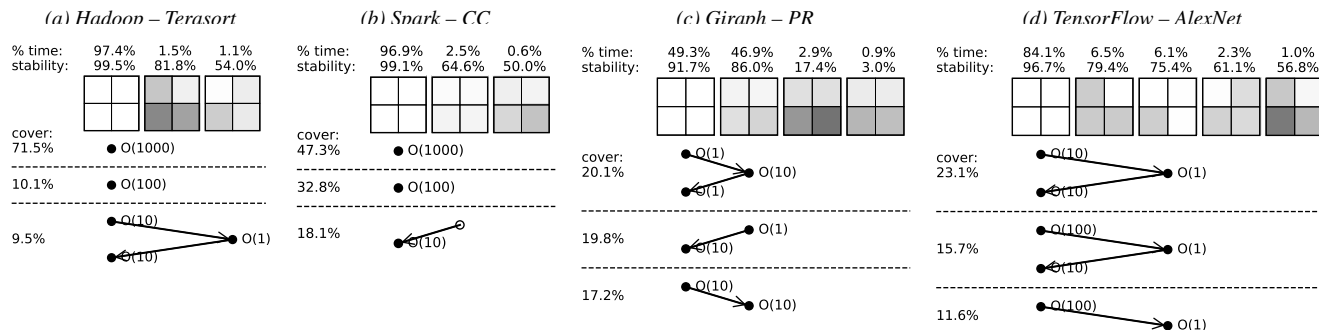 (a) Hadoop – Terasort
% time: 97.4% 1.5% 1.1%
stability: 99.5% 81.8% 54.0%
cover:
71.5% O(1000)
10.1% O(100)
O(10)
9.5% O(1)
O(10)
(b) Spark – CC
% time: 96.9% 2.5% 0.6%
stability: 99.1% 64.6% 50.0%
cover:
47.3% O(1000)
32.8% O(100)
18.1%
O(10)
(c) Giraph – PR
% time: 49.3% 46.9% 2.9% 0.9%
stability: 91.7% 86.0% 17.4% 3.0%
O(1)
cover:
20.1% O(10)
O(1)
O(1)
19.8%
O(10)
O(10)
17.2%
O(10)
(d) TensorFlow – AlexNet
% time: 84.1% 6.5% 6.1% 2.3% 1.0%
stability: 96.7% 79.4% 75.4% 61.1% 56.8%
O(10)
cover:
23.1% O(1)
O(10)
O(100)
15.7% O(1)
O(10)
O(100)
11.6%
O(1)